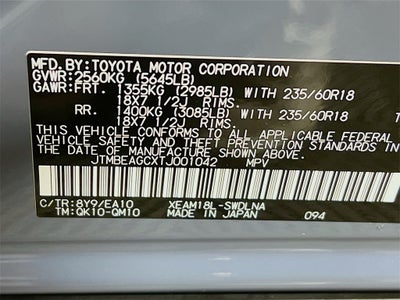 MFD.BY:TOYOTA MOTOR CORPORATION
GVWR:2560KG (5645LB)
GAWR:FRT. 1355KG (2985LB) WITH 235/60R18
18X7 1/2J RIMS.
RR. 1400KG (3085LB) WITH 235/60R18
18X7 1/2J RIMS. T
THIS VEHICLE CONFORMS TO ALL APPLICABLE
VEHICLE SAFETY AND THEFT PREVENTION STANDARDS
THE DATE OF MANUFACTURE SHOWN ABOVE.
JTMBEAGCXTJ001042 MPV
C/TR:8Y9/EA10 XEAM18L-SWDLNA
TM:QK10-QM10 MADE IN JAPAN 094